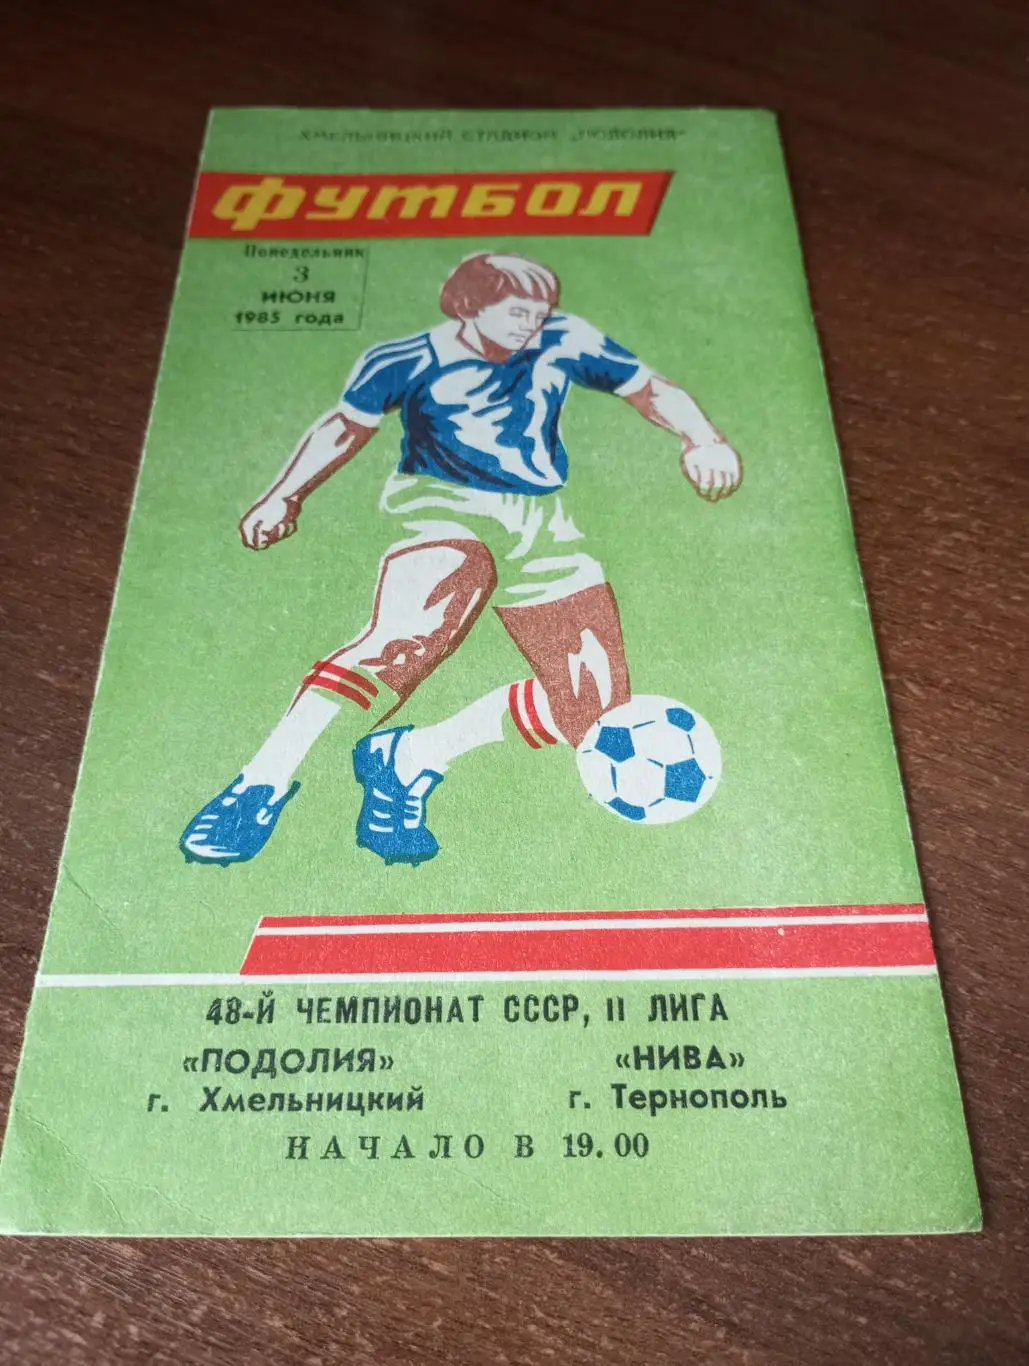 ХМЕЛЬНИЦКИЙ СТАДИОН „ПОДОЛИЯ"
ФУТБОЛ
Понедельник
3
ИЮНЯ
1985 года
48-Й ЧЕМПИОНАТ СССР, II ЛИГА
«ПОДОЛИЯ» «НИВА»
г. Хмельницкий г. Тернополь
НАЧАЛО В 19.00